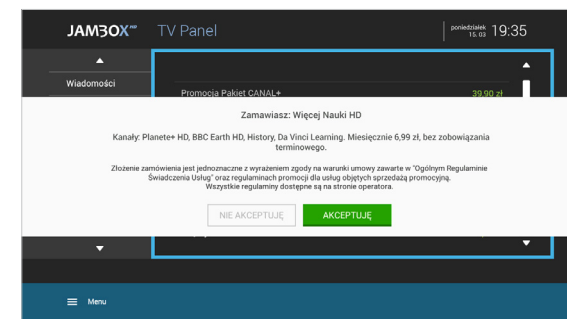 JAMBOX HD
TV Panel
poniedziałek
15. 03
19:35
Wiadomości
Promocja Pakiet CANAL+
39,90 zł
Zamawiasz: Więcej Nauki HD
Kanały: Planete+ HD, BBC Earth HD, History, Da Vinci Learning. Miesięcznie 6,99 zł, bez zobowiązania
terminowego.
Złożenie zamówienia jest jednoznaczne z wyrażeniem zgody na warunki umowy zawarte w "Ogólnym Regulaminie
Świadczenia Usług" oraz regulaminach promocji dla usług objętych sprzedażą promocyjną.
Wszystkie regulaminy dostępne są na stronie operatora.
NIE AKCEPTUJĘ
AKCEPTUJĘ
Menu